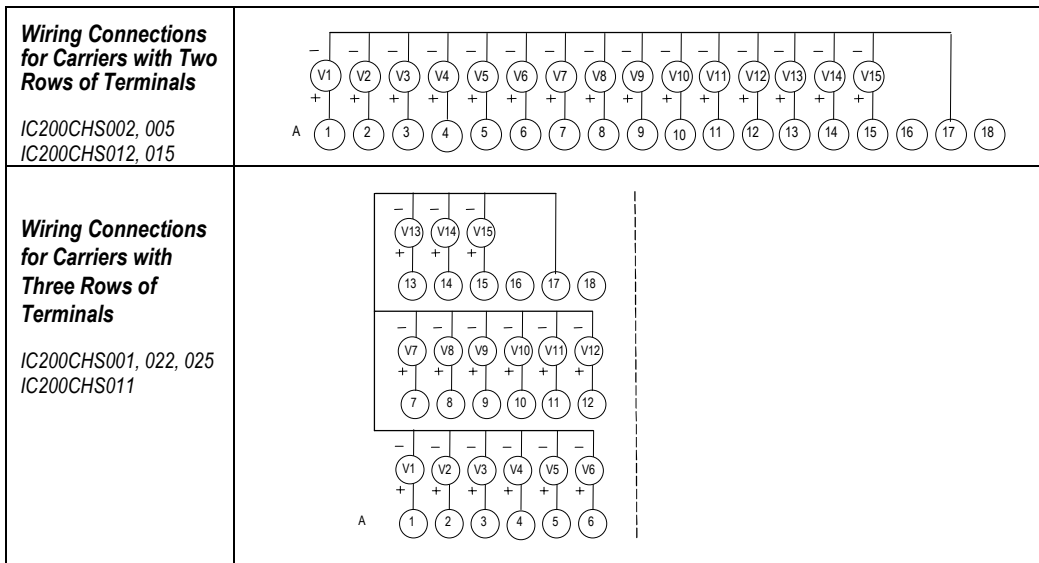 Wiring Connections
for Carriers with Two
Rows of Terminals
IC200CHS002, 005
IC200CHS012, 015
– – – – – – – – – – – – – – –
V1 V2 V3 V4 V5 V6 V7 V8 V9 V10 V11 V12 V13 V14 V15
+ + + + + + + + + + + + + + +
A 1 2 3 4 5 6 7 8 9 10 11 12 13 14 15 16 17 18
Wiring Connections
for Carriers with
Three Rows of
Terminals
IC200CHS001, 022, 025
IC200CHS011
– – –
V13 V14 V15
+ + +
13 14 15 16 17 18
– – – – – –
V7 V8 V9 V10 V11 V12
+ + + + + +
7 8 9 10 11 12
– – – – – –
V1 V2 V3 V4 V5 V6
+ + + + + +
A 1 2 3 4 5 6